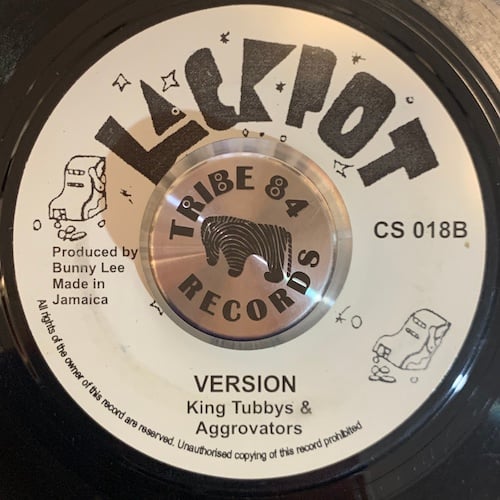 LACKPOT
TRIBE 84
RECORDS
CS 018B
Produced by
Bunny Lee
Made in
Jamaica
VERSION
King Tubbys &
Aggrovators
All rights of the owner of this record are reserved. Unauthorised copying of this record prohibited